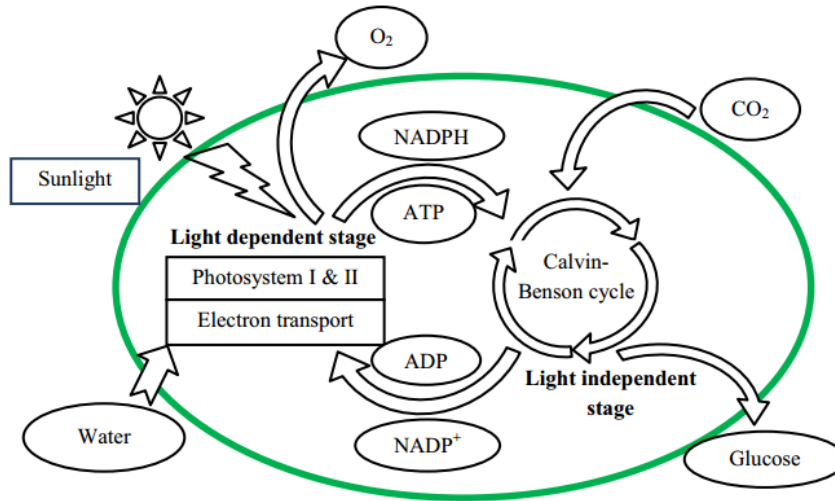 O₂
CO₂
NADPH
Sunlight
ATP
Light dependent stage
Photosystem I & II
Electron transport
Calvin-
Benson cycle
ADP
Light independent
stage
Water
NADP⁺
Glucose